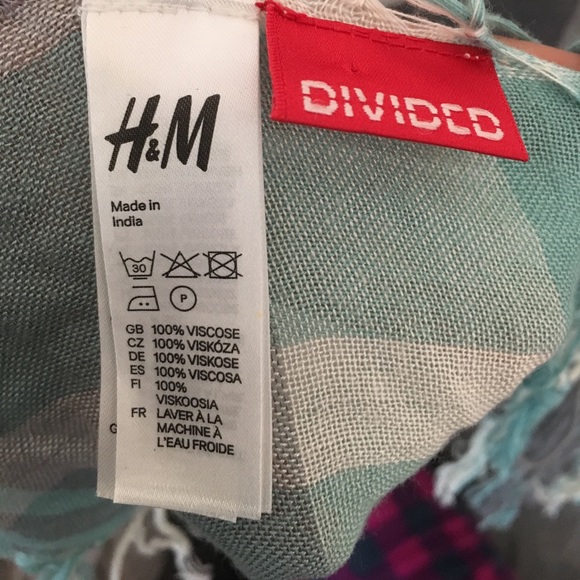 H&M
DIVIDED
Made in
India
30
P
GB 100% VISCOSE
CZ 100% VISKÓZA
DE 100% VISKOSE
ES 100% VISCOSA
FI 100%
VISKOOSIA
FR LAVER À LA
MACHINE À
L'EAU FROIDE
G